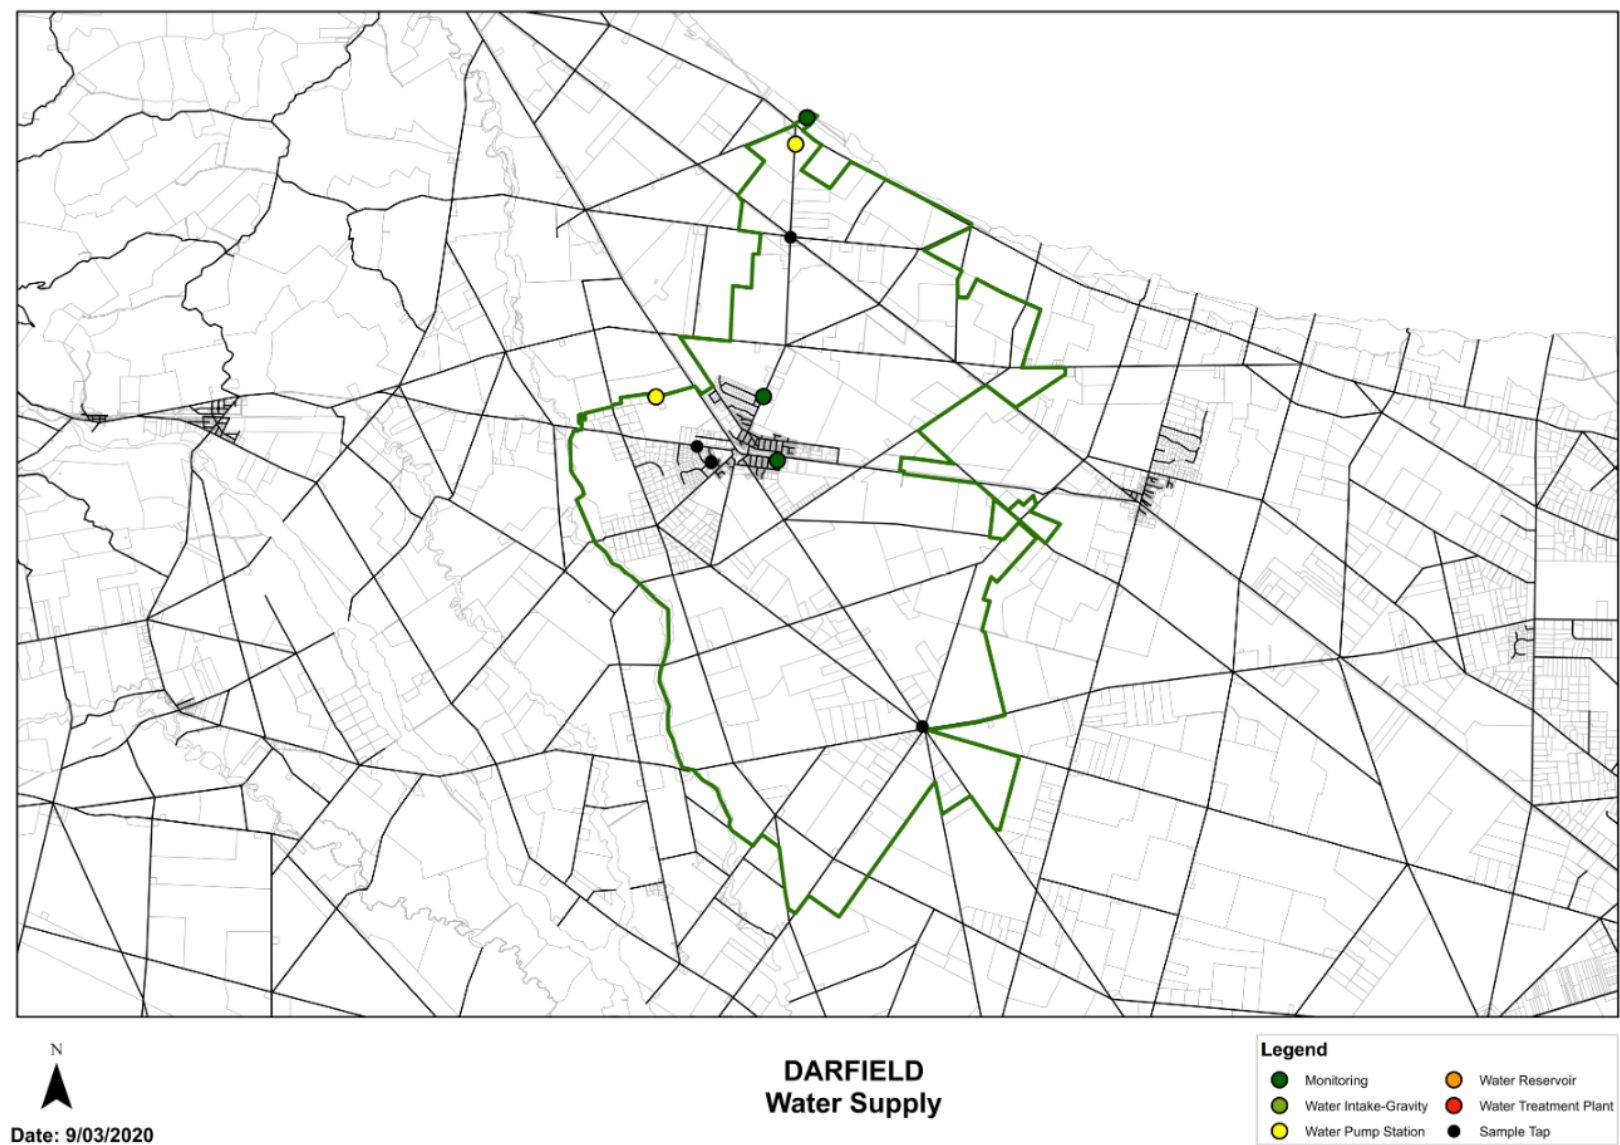 N
Date: 9/03/2020
DARFIELD
Water Supply
Legend
Monitoring
Water Intake-Gravity
Water Pump Station
Water Reservoir
Water Treatment Plant
Sample Tap